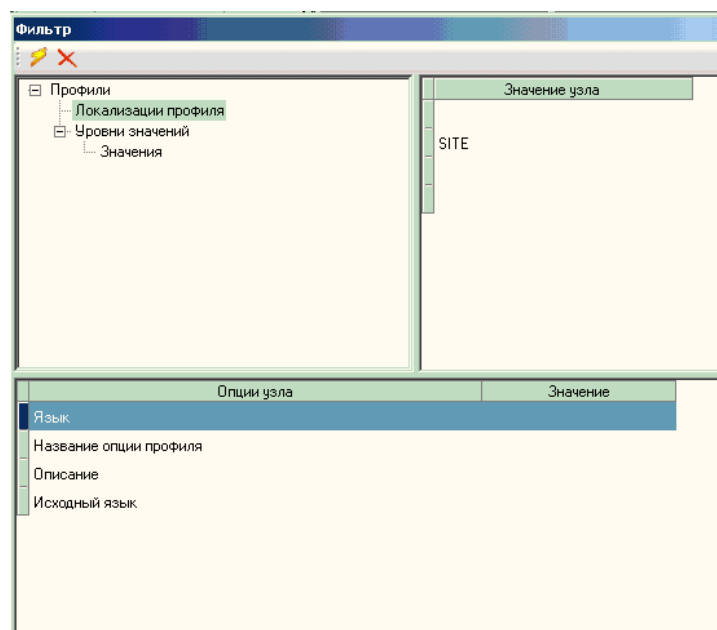 Фильтр
Профили
Локализации профиля
Уровни значений
Значения
Значение узла
SITE
Опции узла Значение
Язык
Название опции профиля
Описание
Исходный язык